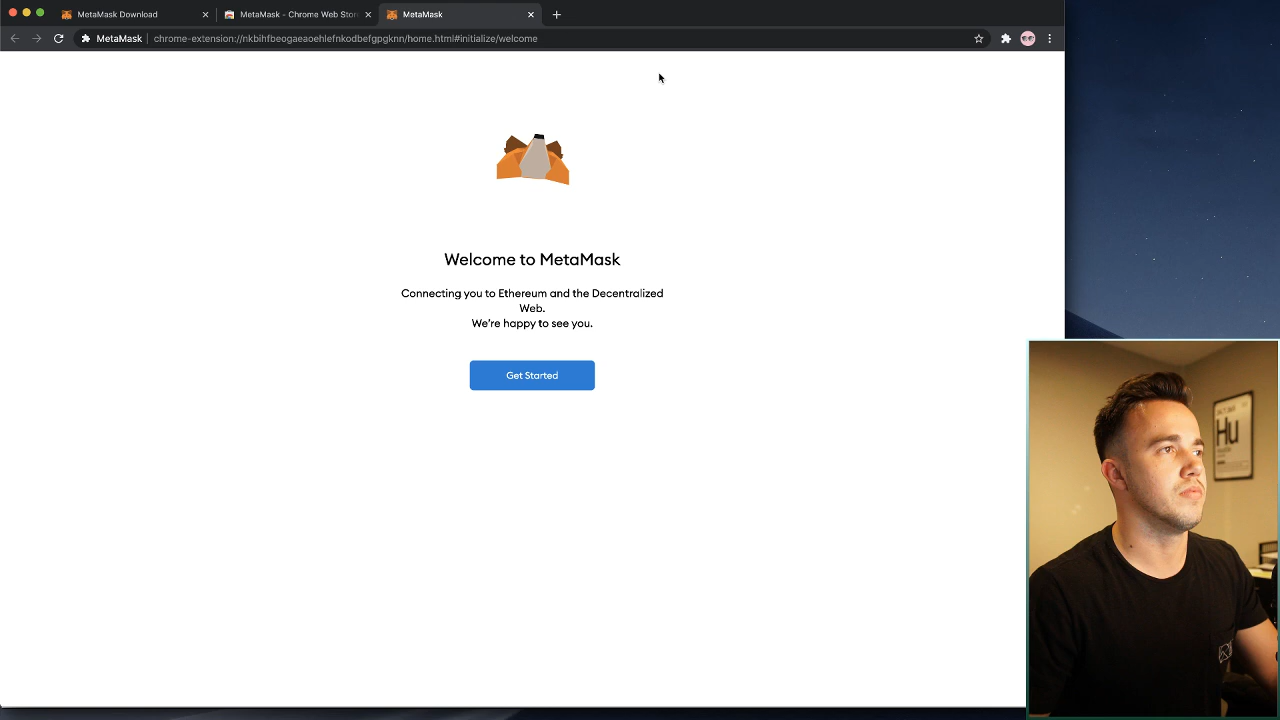 MetaMask Download
MetaMask - Chrome Web Store
MetaMask
MetaMask
chrome-extension://nkbihfbeogaeaoehlefnkodbefgpgknn/home.html#initialize/welcome
Welcome to MetaMask
Connecting you to Ethereum and the Decentralized
Web.
We're happy to see you.
Get Started
Hu